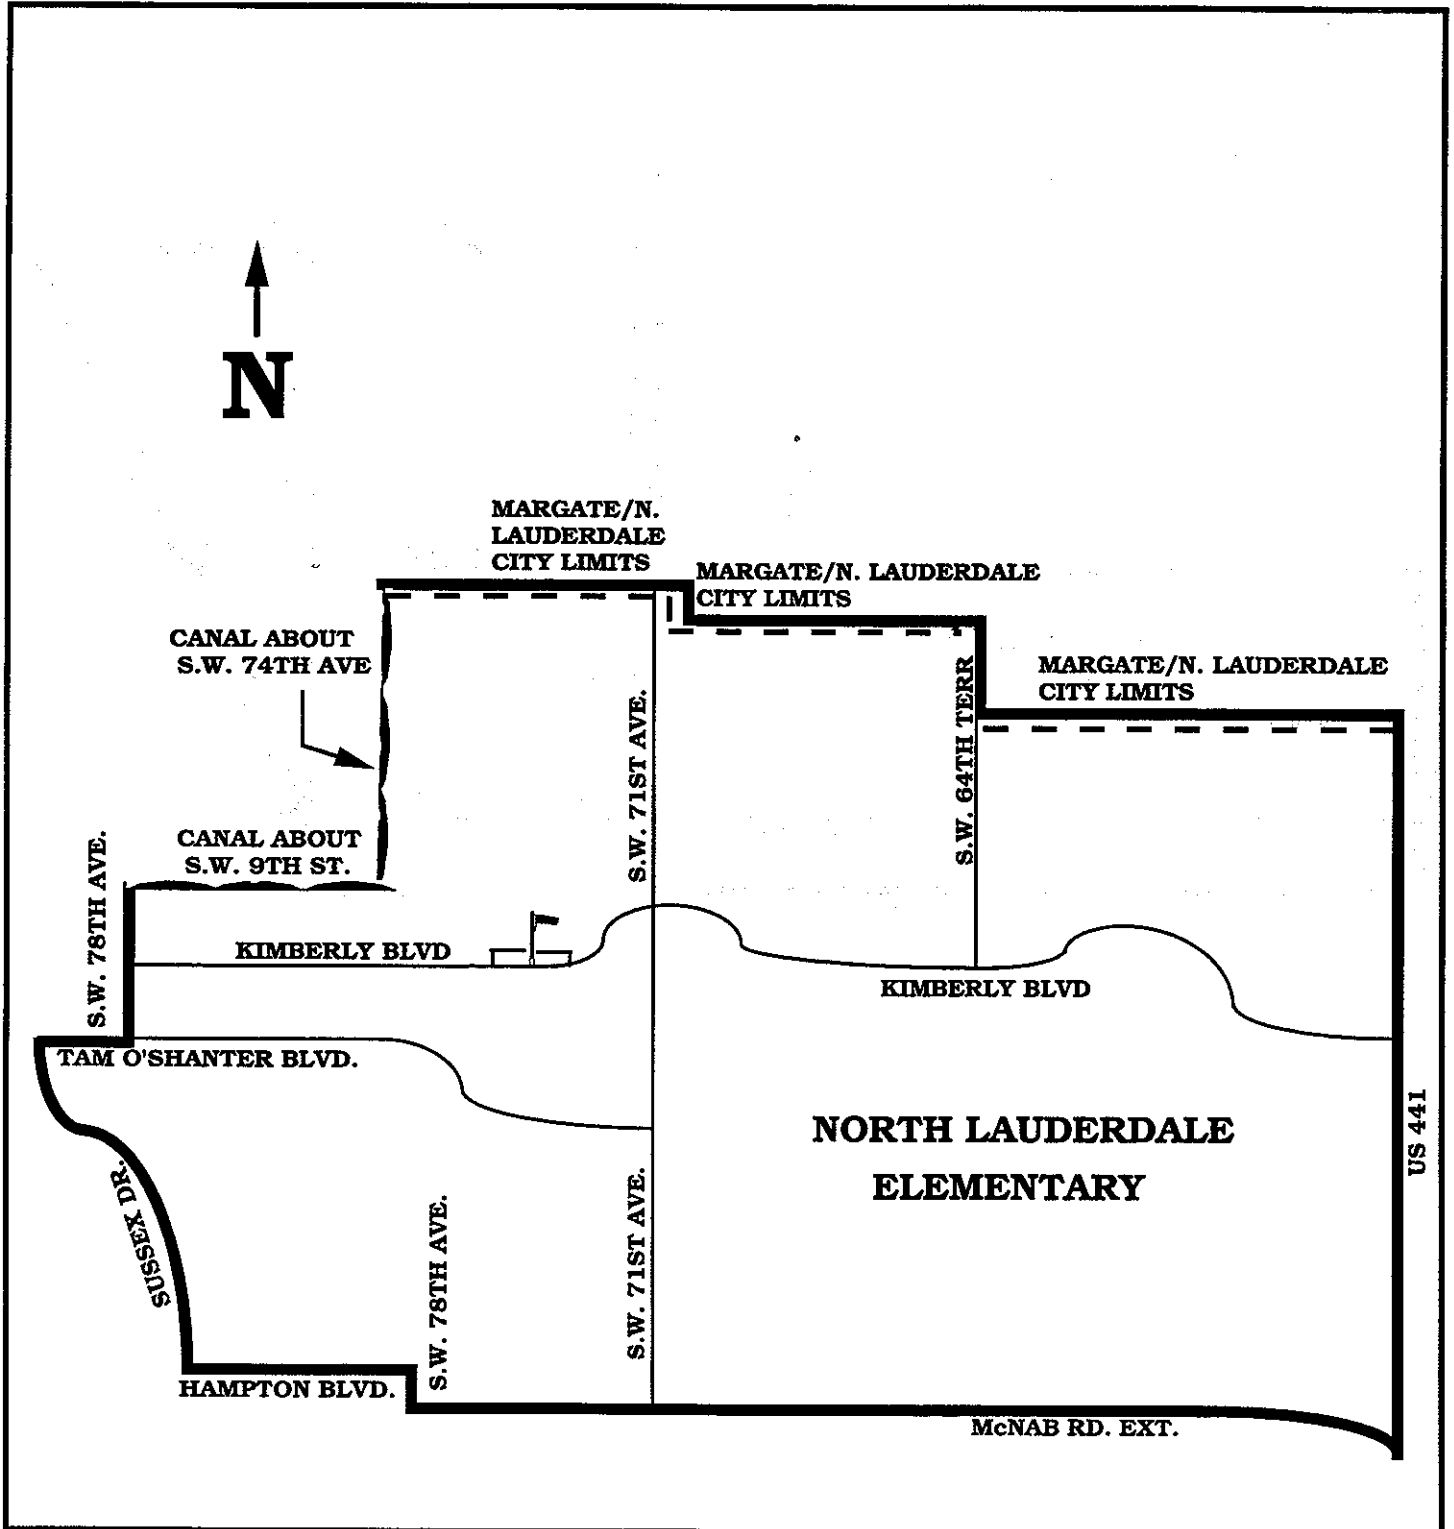 N
MARGATE/N.
LAUDERDALE
CITY LIMITS
MARGATE/N. LAUDERDALE
CITY LIMITS
CANAL ABOUT
S.W. 74TH AVE
MARGATE/N. LAUDERDALE
CITY LIMITS
S.W. 71ST AVE.
S.W. 64TH TERR
CANAL ABOUT
S.W. 9TH ST.
S.W. 78TH AVE.
KIMBERLY BLVD
KIMBERLY BLVD
TAM O'SHANTER BLVD.
NORTH LAUDERDALE
ELEMENTARY
US 441
SUSSEX DR.
S.W. 78TH AVE.
S.W. 71ST AVE.
HAMPTON BLVD.
McNAB RD. EXT.